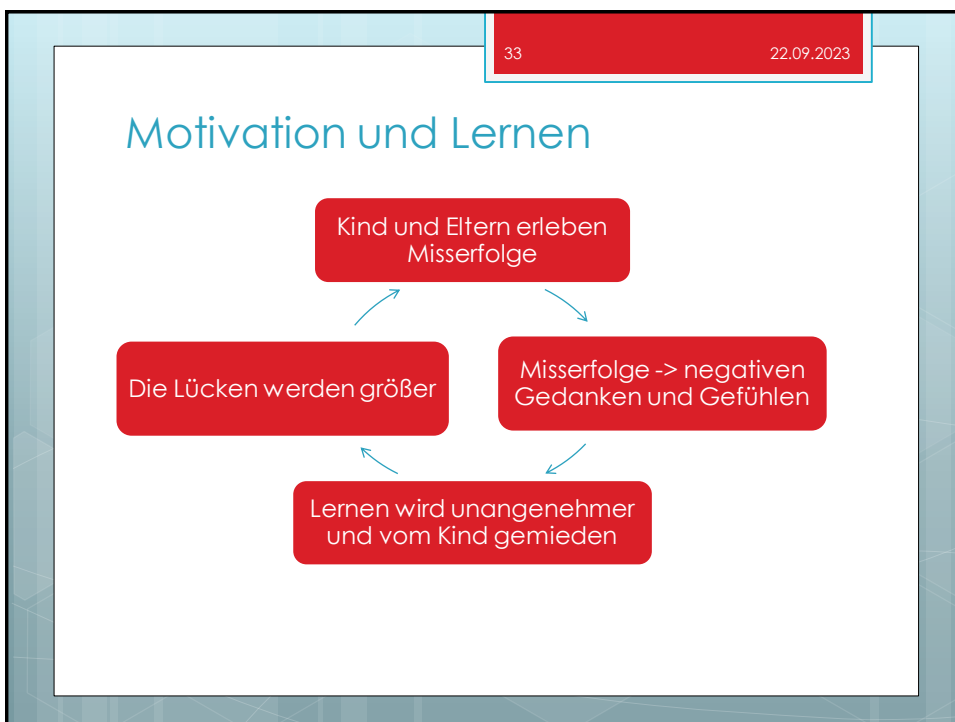 33
22.09.2023
Motivation und Lernen
Kind und Eltern erleben
Misserfolge
Misserfolge -> negativen
Gedanken und Gefühlen
Lernen wird unangenehmer
und vom Kind gemieden
Die Lücken werden größer